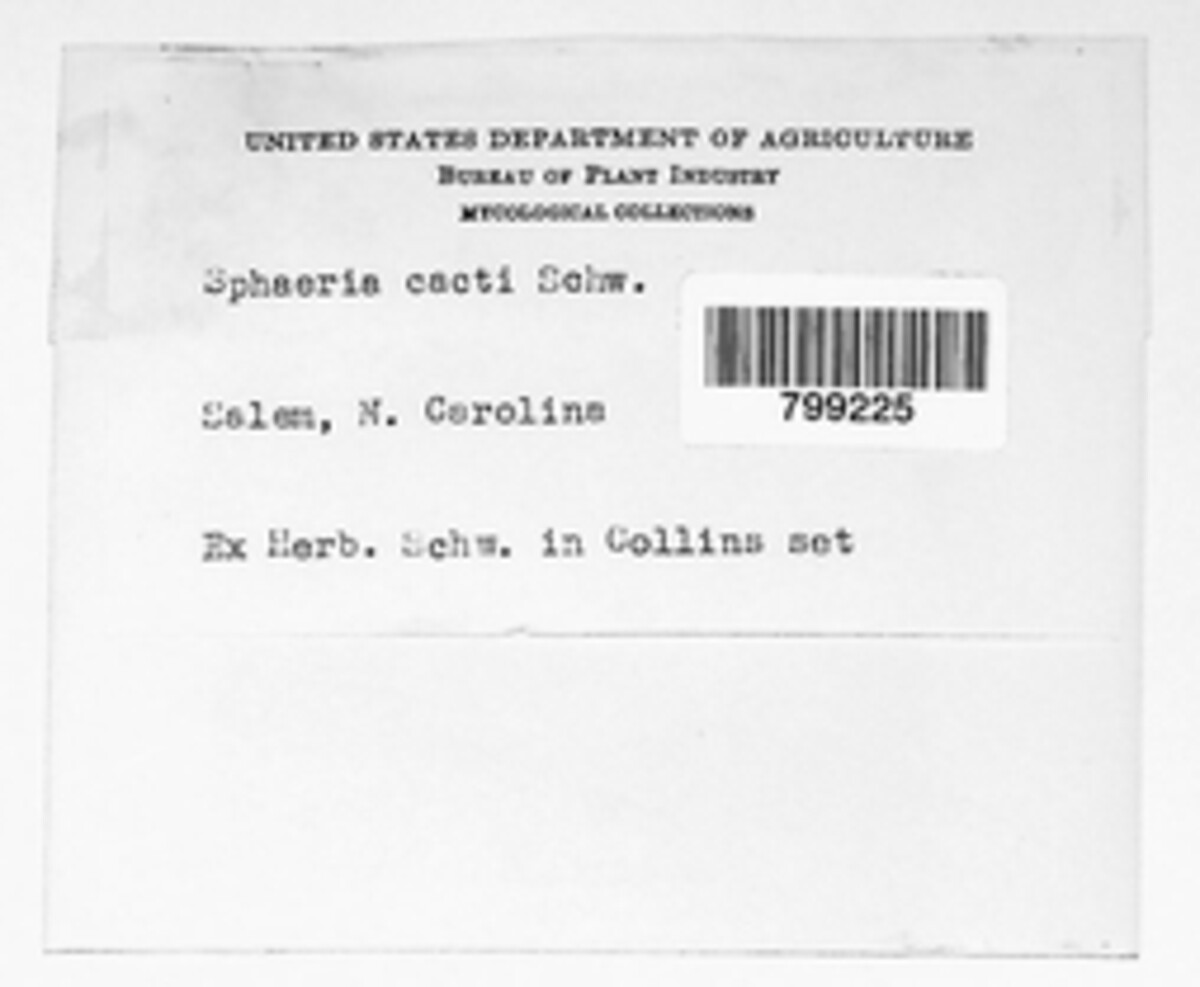 UNITED STATES DEPARTMENT OF AGRICULTURE
BUREAU OF PLANT INDUSTRY
MYCOLOGICAL COLLECTIONS
Sphaeria cacti Schw.
799225
Salem, N. Carolina
Ex Herb. Schw. in Collins set